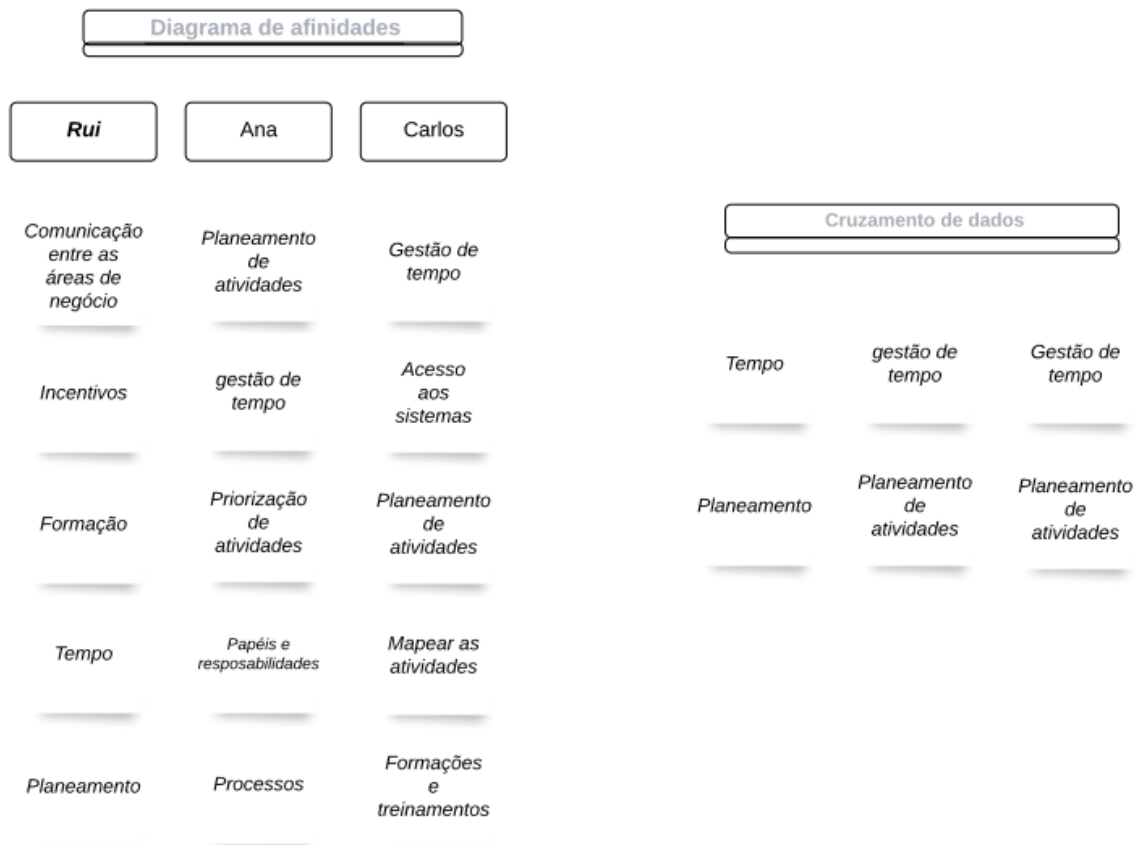 Diagrama de afinidades
Rui
Ana
Carlos
Comunicação
entre as
áreas de
negócio
Planeamento
de
atividades
Gestão de
tempo
Incentivos
gestão de
tempo
Acesso
aos
sistemas
Formação
Priorização
de
atividades
Planeamento
de
atividades
Tempo
Papéis e
resposabilidades
Mapear as
atividades
Planeamento
Processos
Formações
e
treinamentos
Cruzamento de dados
Tempo
gestão de
tempo
Gestão de
tempo
Planeamento
Planeamento
de
atividades
Planeamento
de
atividades